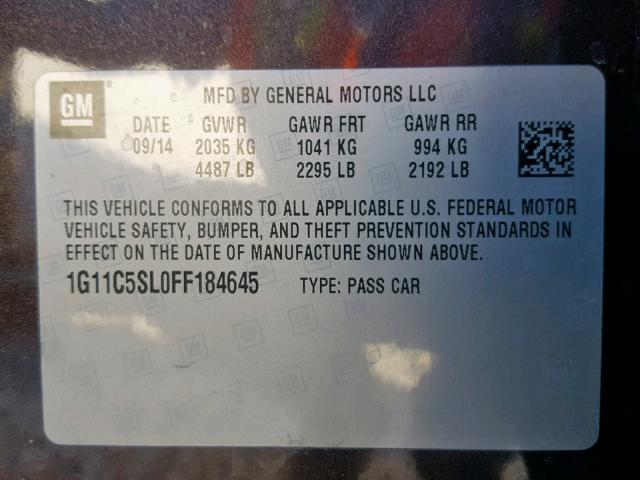 GM MFD BY GENERAL MOTORS LLC
DATE GVWR GAWR FRT GAWR RR
09/14 2035 KG 1041 KG 994 KG
4487 LB 2295 LB 2192 LB
THIS VEHICLE CONFORMS TO ALL APPLICABLE U.S. FEDERAL MOTOR
VEHICLE SAFETY, BUMPER, AND THEFT PREVENTION STANDARDS IN
EFFECT ON THE DATE OF MANUFACTURE SHOWN ABOVE.
1G11C5SL0FF184645 TYPE: PASS CAR